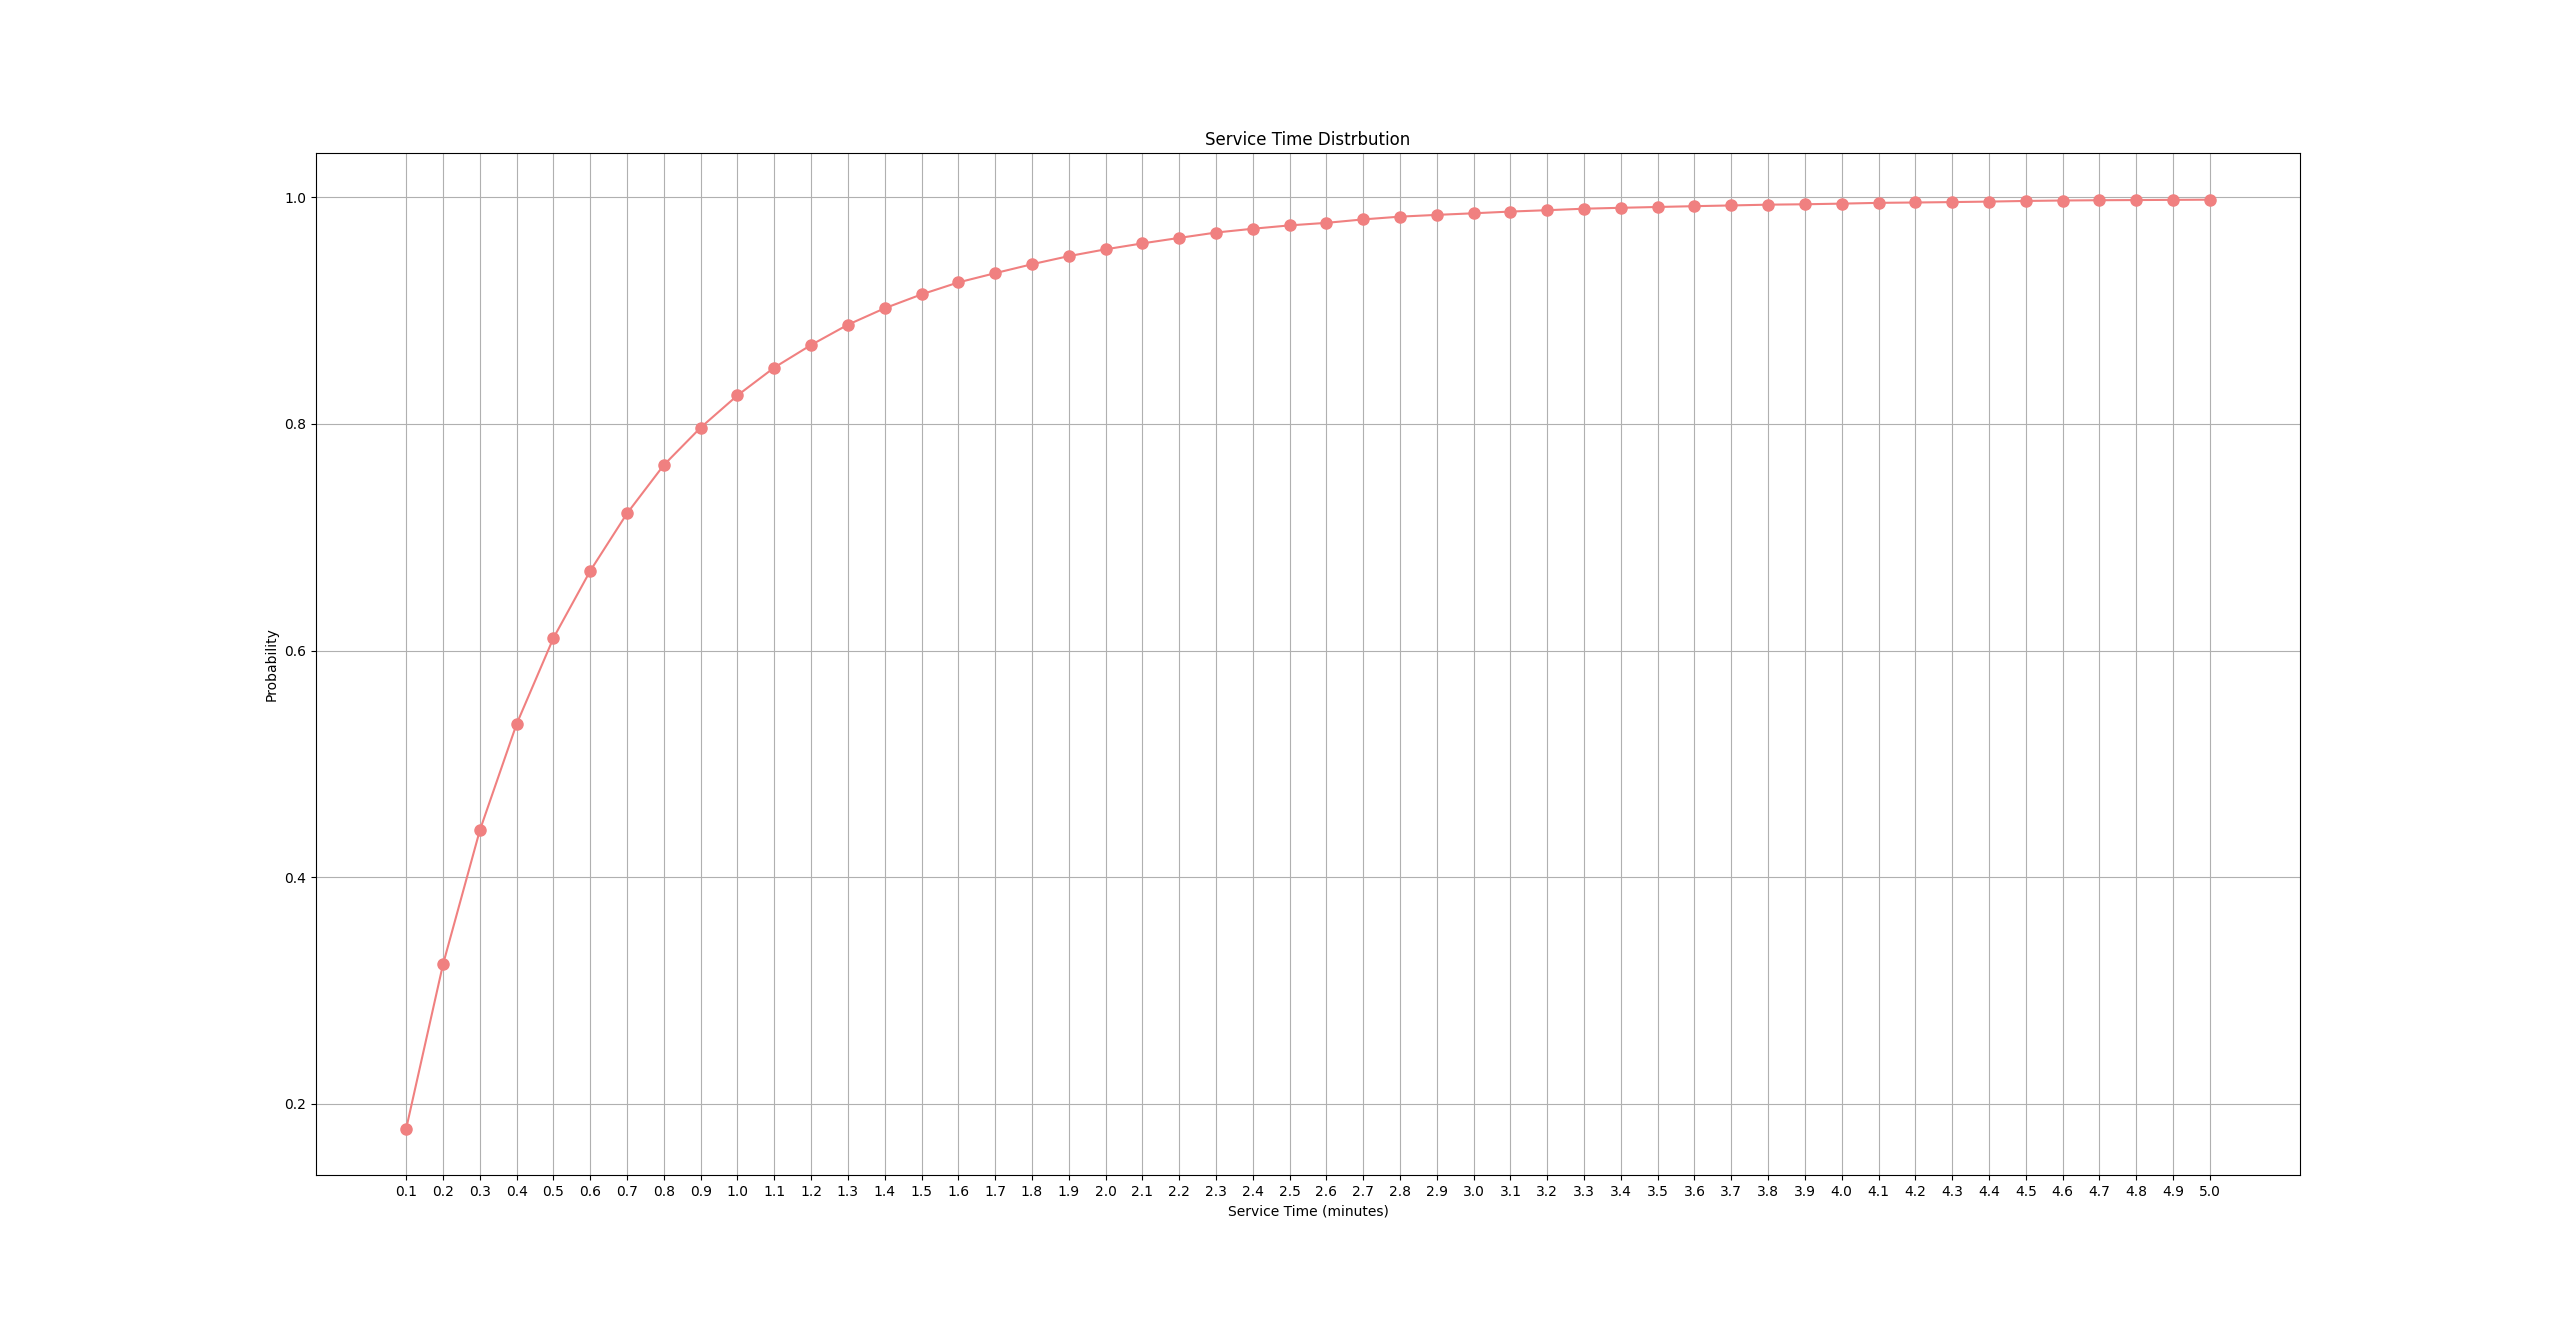 Service Time Distrbution
1.0
0.8
0.6
0.4
0.2
Probability
0.1 0.2 0.3 0.4 0.5 0.6 0.7 0.8 0.9 1.0 1.1 1.2 1.3 1.4 1.5 1.6 1.7 1.8 1.9 2.0 2.1 2.2 2.3 2.4 2.5 2.6 2.7 2.8 2.9 3.0 3.1 3.2 3.3 3.4 3.5 3.6 3.7 3.8 3.9 4.0 4.1 4.2 4.3 4.4 4.5 4.6 4.7 4.8 4.9 5.0
Service Time (minutes)